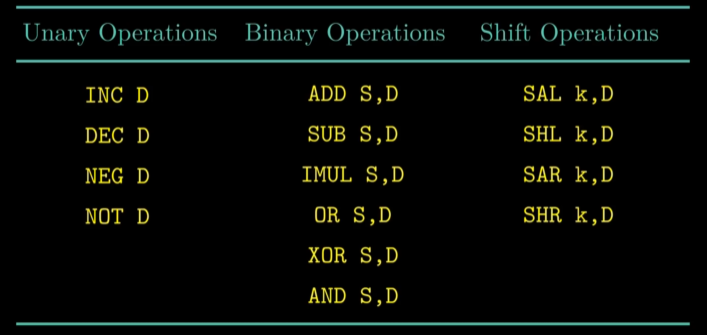 Unary Operations Binary Operations Shift Operations
INC D ADD S,D SAL k,D
DEC D SUB S,D SHL k,D
NEG D IMUL S,D SAR k,D
NOT D OR S,D SHR k,D
XOR S,D
AND S,D